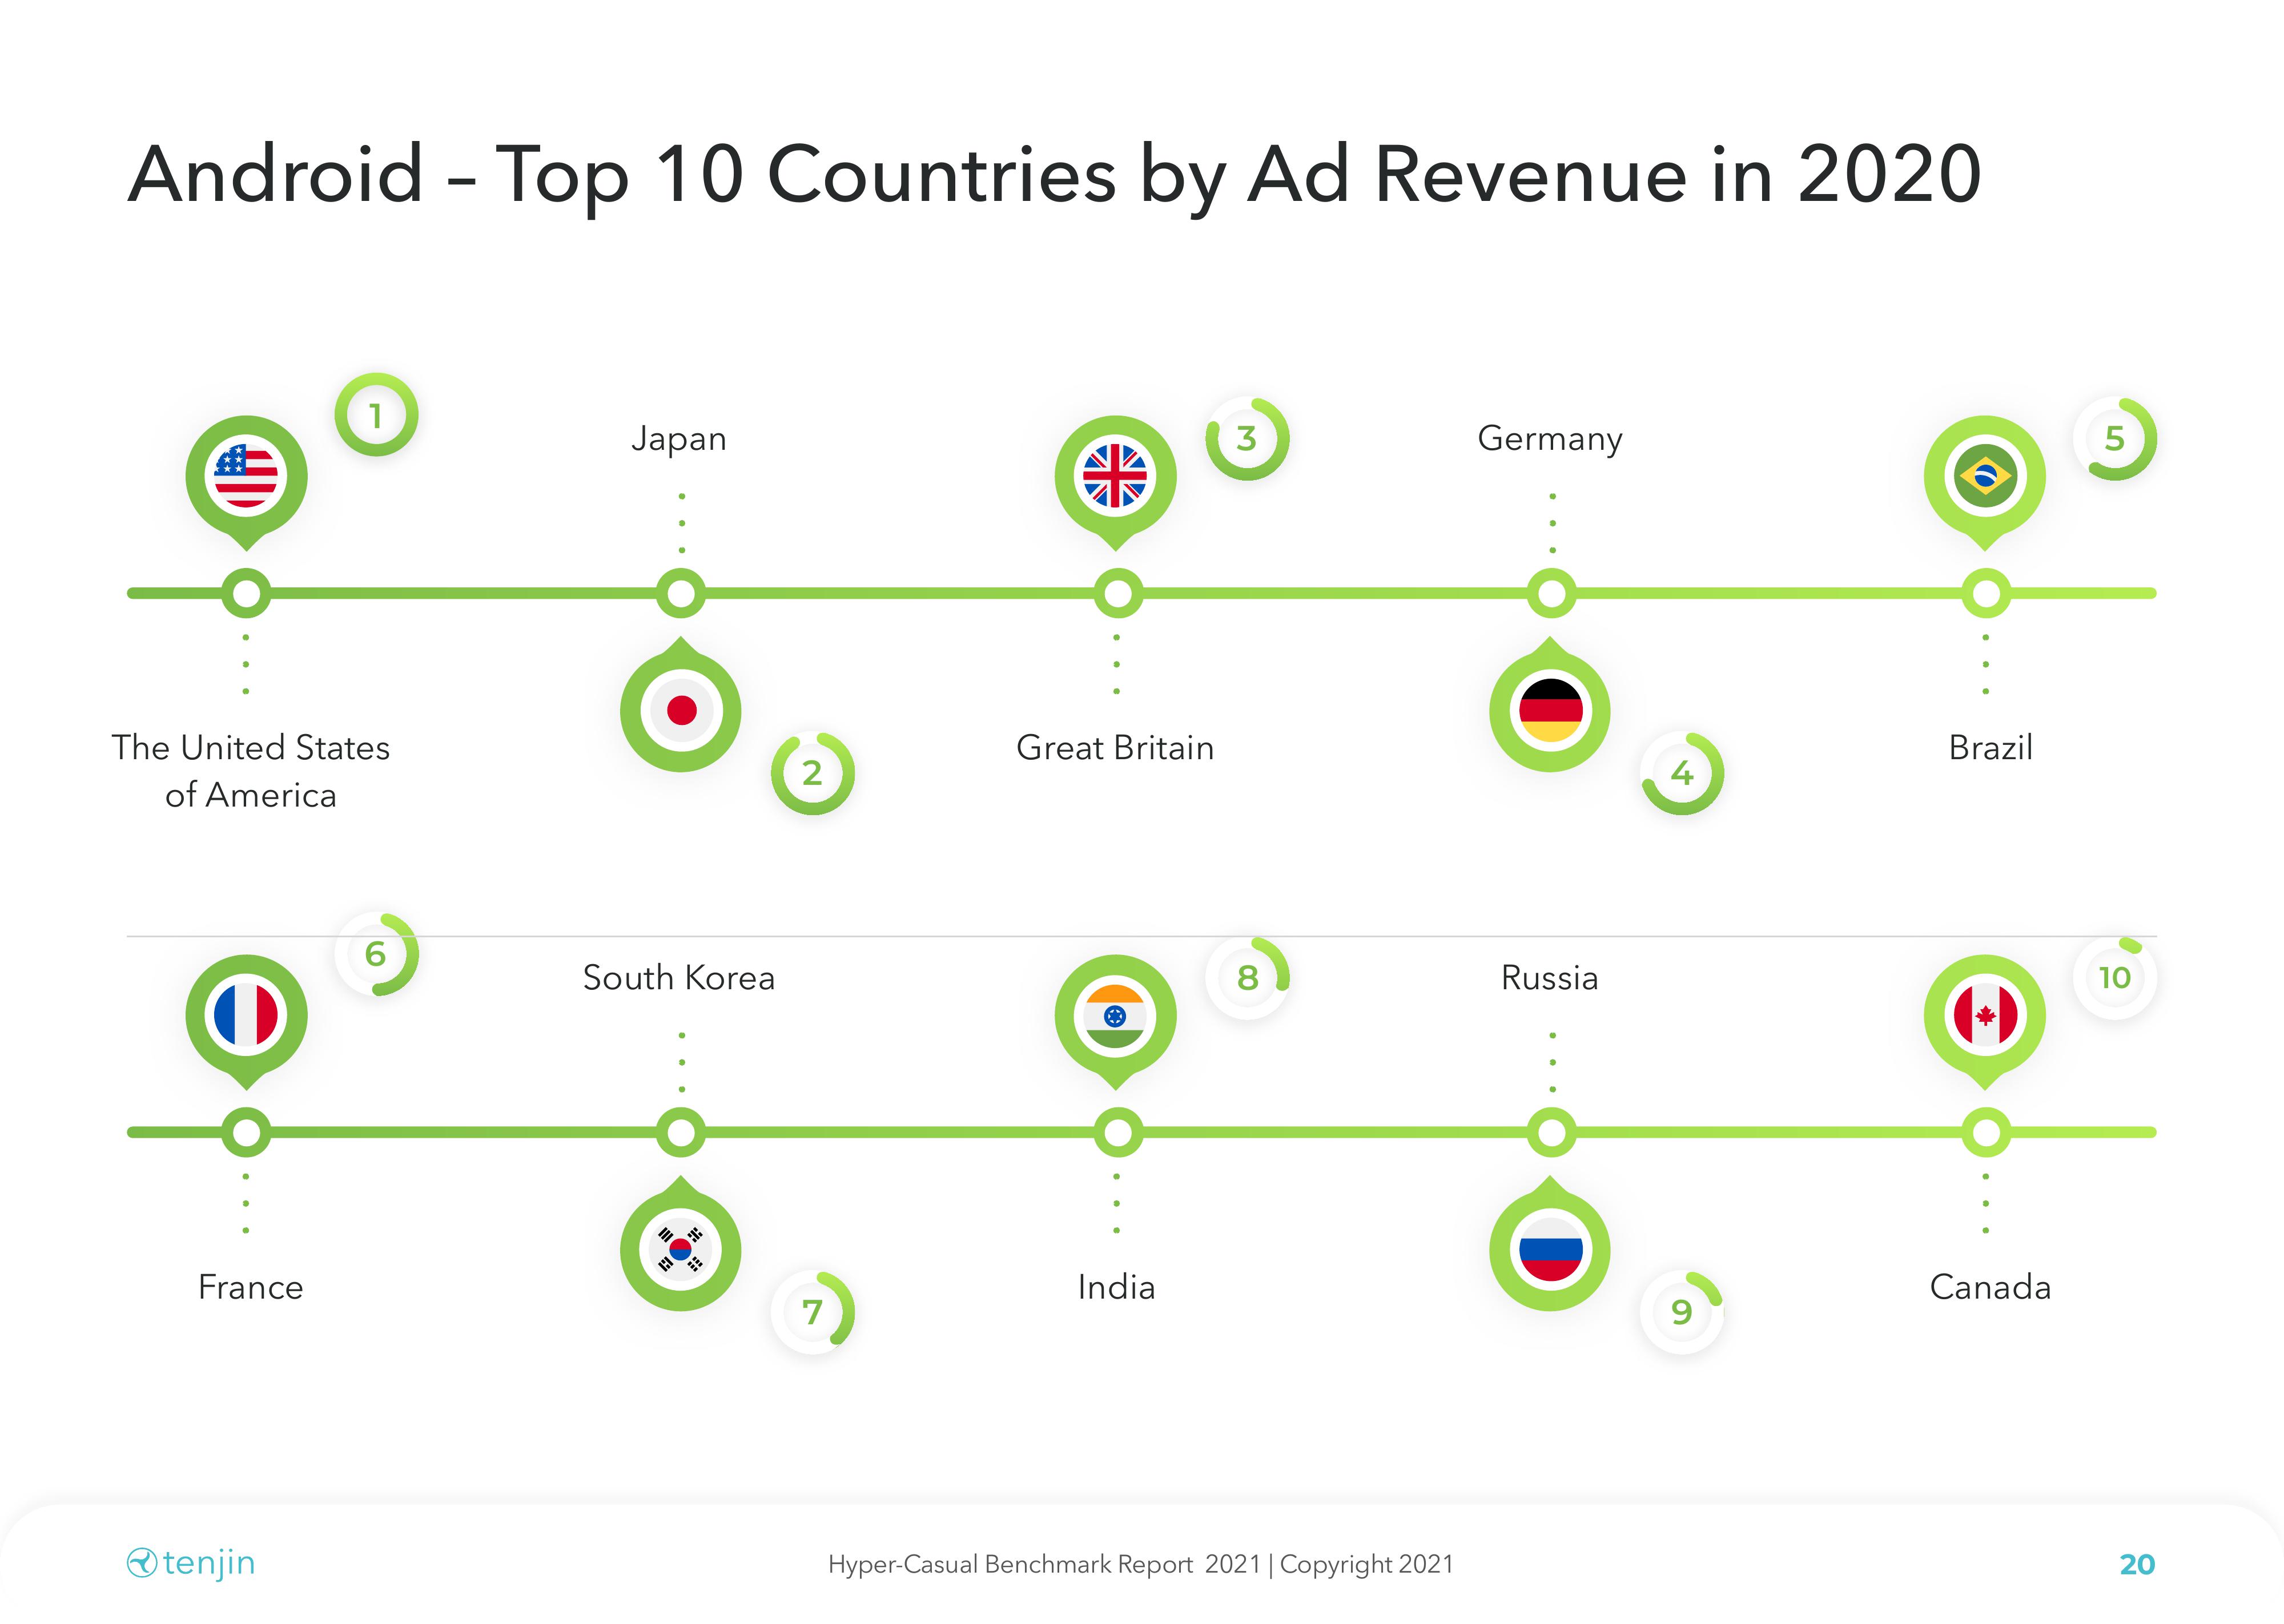 Android – Top 10 Countries by Ad Revenue in 2020
1
The United States
of America
Japan
2
3
Great Britain
Germany
4
5
Brazil
6
France
South Korea
7
8
India
Russia
9
10
Canada
tenjin
Hyper-Casual Benchmark Report 2021 | Copyright 2021
20